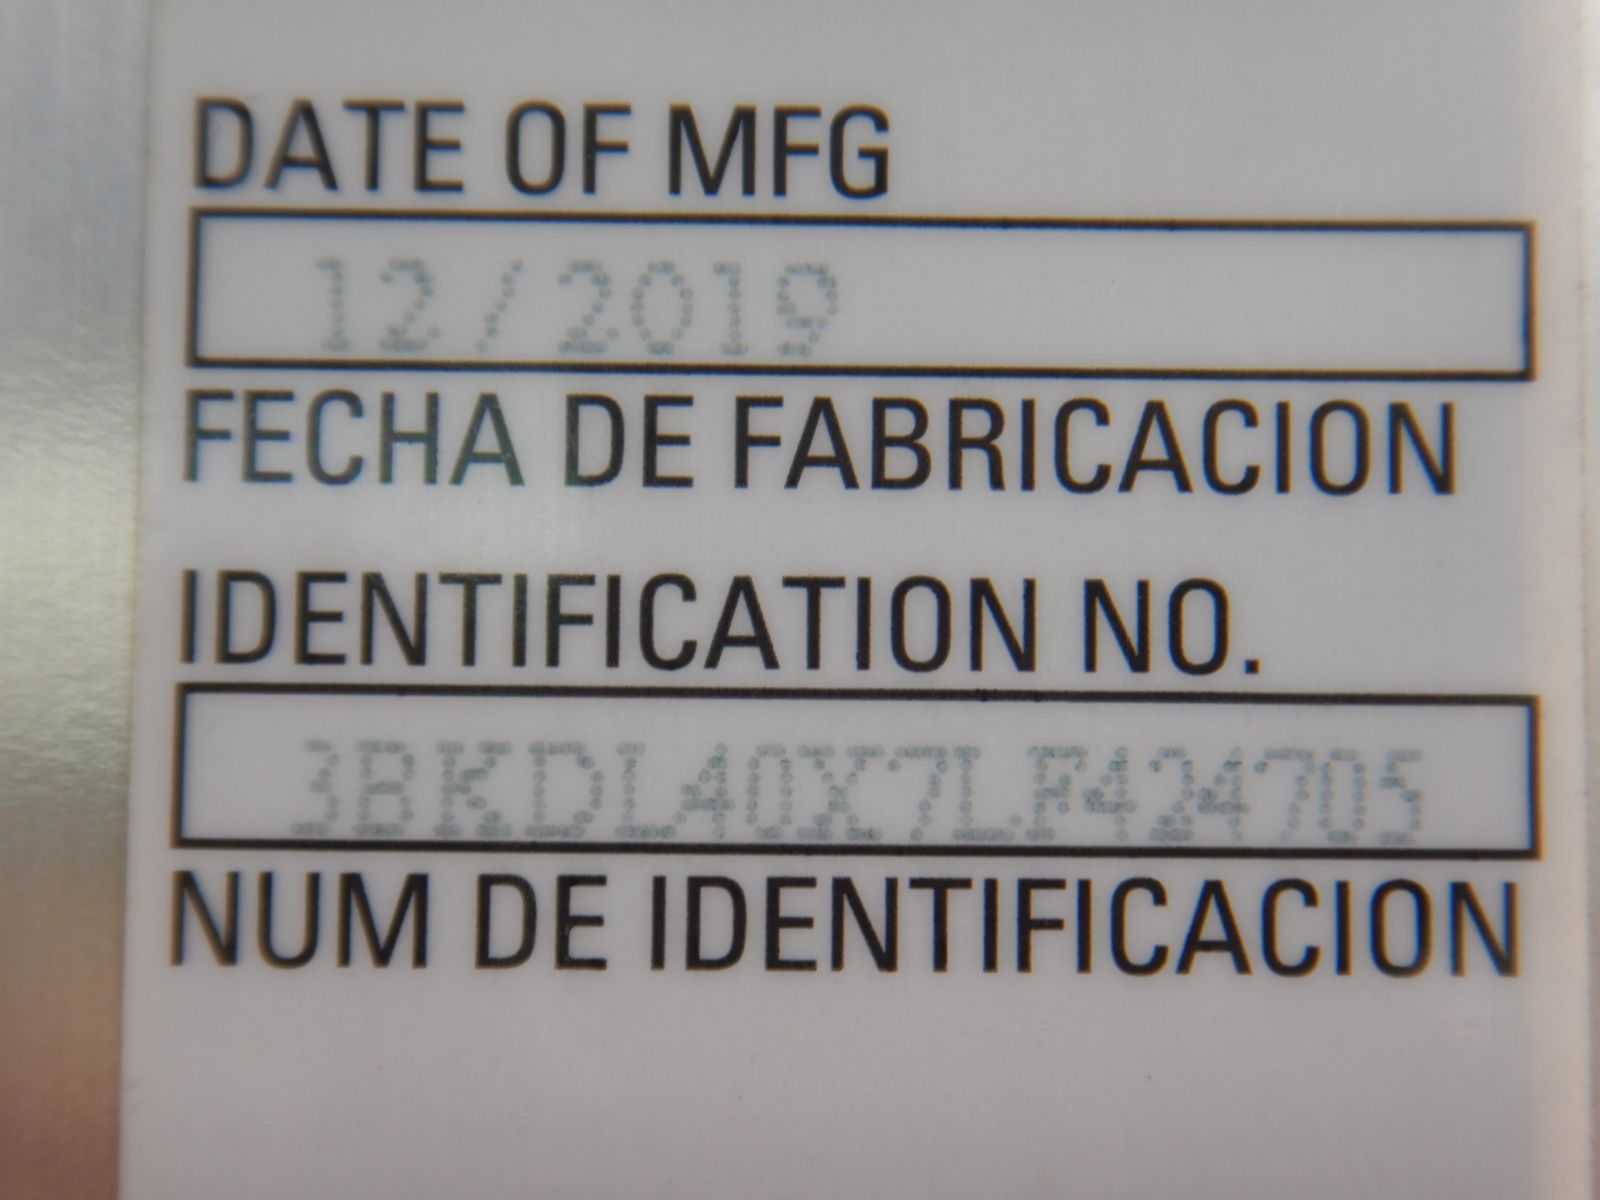 DATE OF MFG
12/2019
FECHA DE FABRICACION
IDENTIFICATION NO.
3BKDL40X7LF424705
NUM DE IDENTIFICACION